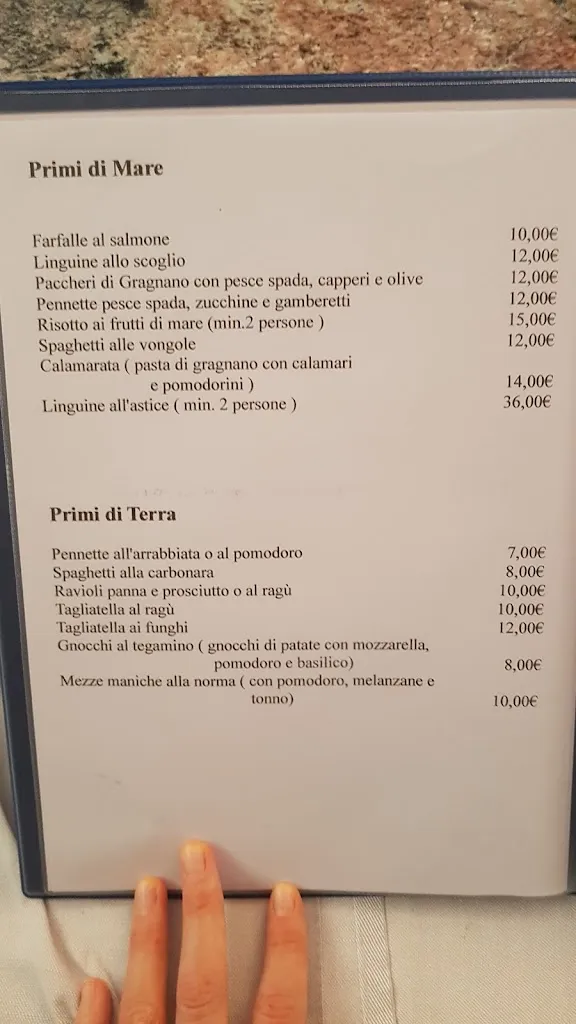 Primi di Mare
Farfalle al salmone 10,00€
Linguine allo scoglio 12,00€
Paccheri di Gragnano con pesce spada, capperi e olive 12,00€
Pennette pesce spada, zucchine e gamberetti 12,00€
Risotto ai frutti di mare (min.2 persone ) 15,00€
Spaghetti alle vongole 12,00€
Calamarata ( pasta di gragnano con calamari
e pomodorini ) 14,00€
Linguine all'astice ( min. 2 persone ) 36,00€
Primi di Terra
Pennette all'arrabbiata o al pomodoro 7,00€
Spaghetti alla carbonara 8,00€
Ravioli panna e prosciutto o al ragù 10,00€
Tagliatella al ragù 10,00€
Tagliatella ai funghi 12,00€
Gnocchi al tegamino ( gnocchi di patate con mozzarella,
pomodoro e basilico) 8,00€
Mezze maniche alla norma ( con pomodoro, melanzane e
tonno) 10,00€